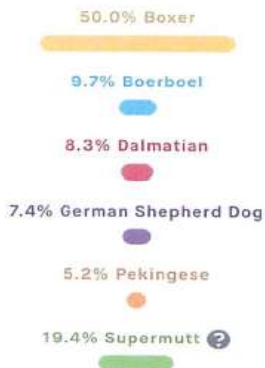 50.0% Boxer
9.7% Boerboel
8.3% Dalmatian
7.4% German Shepherd Dog
5.2% Pekingese
19.4% Supermutt ?